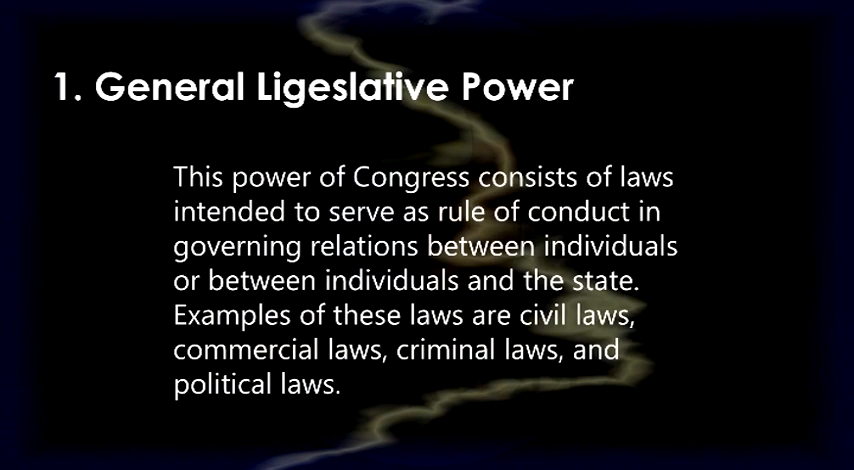 1. General Ligeslative Power
This power of Congress consists of laws
intended to serve as rule of conduct in
governing relations between individuals
or between individuals and the state.
Examples of these laws are civil laws,
commercial laws, criminal laws, and
political laws.